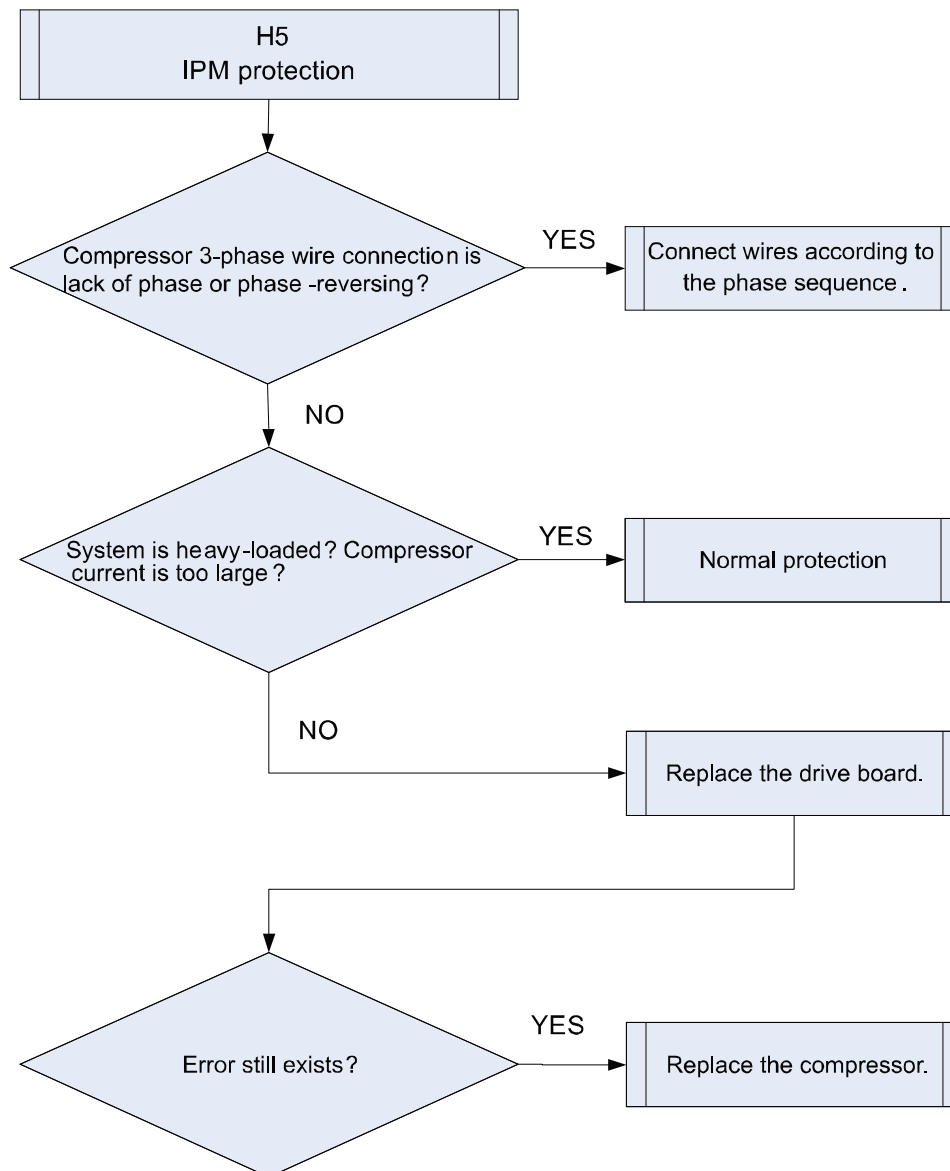 H5
IPM protection
Compressor 3-phase wire connection is
lack of phase or phase -reversing?
YES
Connect wires according to
the phase sequence.
NO
System is heavy-loaded? Compressor
current is too large?
YES
Normal protection
NO
Replace the drive board.
Error still exists?
YES
Replace the compressor.